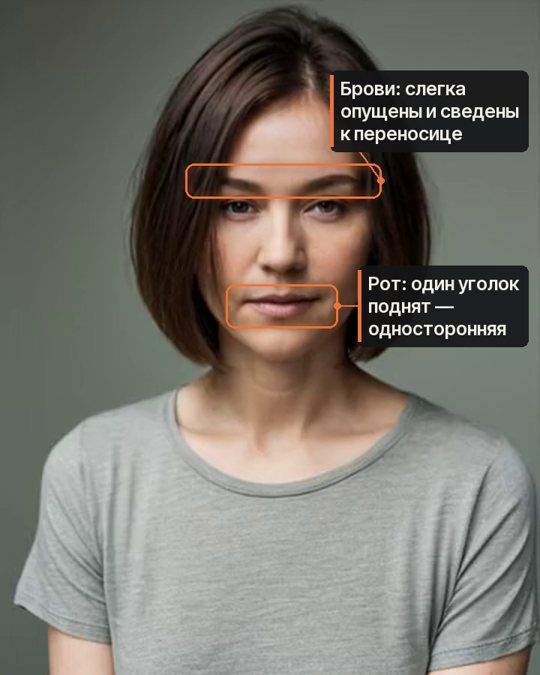 Брови: слегка
опущены и сведены
к переносице
Рот: один уголок
поднят —
односторонняя